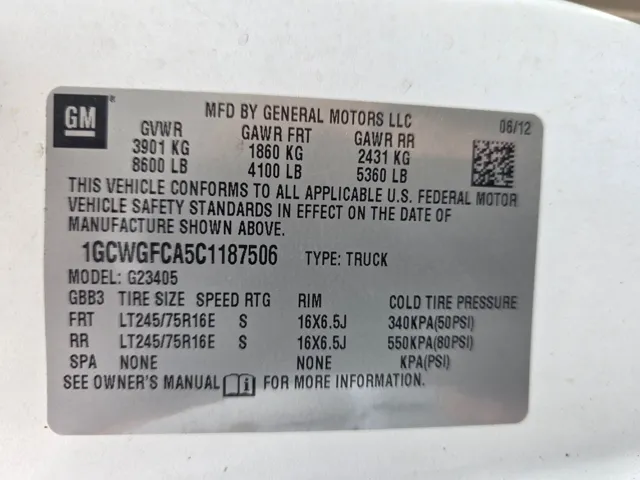 GM
MFD BY GENERAL MOTORS LLC
06/12
GVWR GAWR FRT GAWR RR
3901 KG 1860 KG 2431 KG
8600 LB 4100 LB 5360 LB
THIS VEHICLE CONFORMS TO ALL APPLICABLE U.S. FEDERAL MOTOR
VEHICLE SAFETY STANDARDS IN EFFECT ON THE DATE OF
MANUFACTURE SHOWN ABOVE.
1GCWGFCA5C1187506 TYPE: TRUCK
MODEL: G23405
GBB3 TIRE SIZE SPEED RTG RIM COLD TIRE PRESSURE
FRT LT245/75R16E S 16X6.5J 340KPA(50PSI)
RR LT245/75R16E S 16X6.5J 550KPA(80PSI)
SPA NONE NONE KPA(PSI)
SEE OWNER'S MANUAL i FOR MORE INFORMATION.